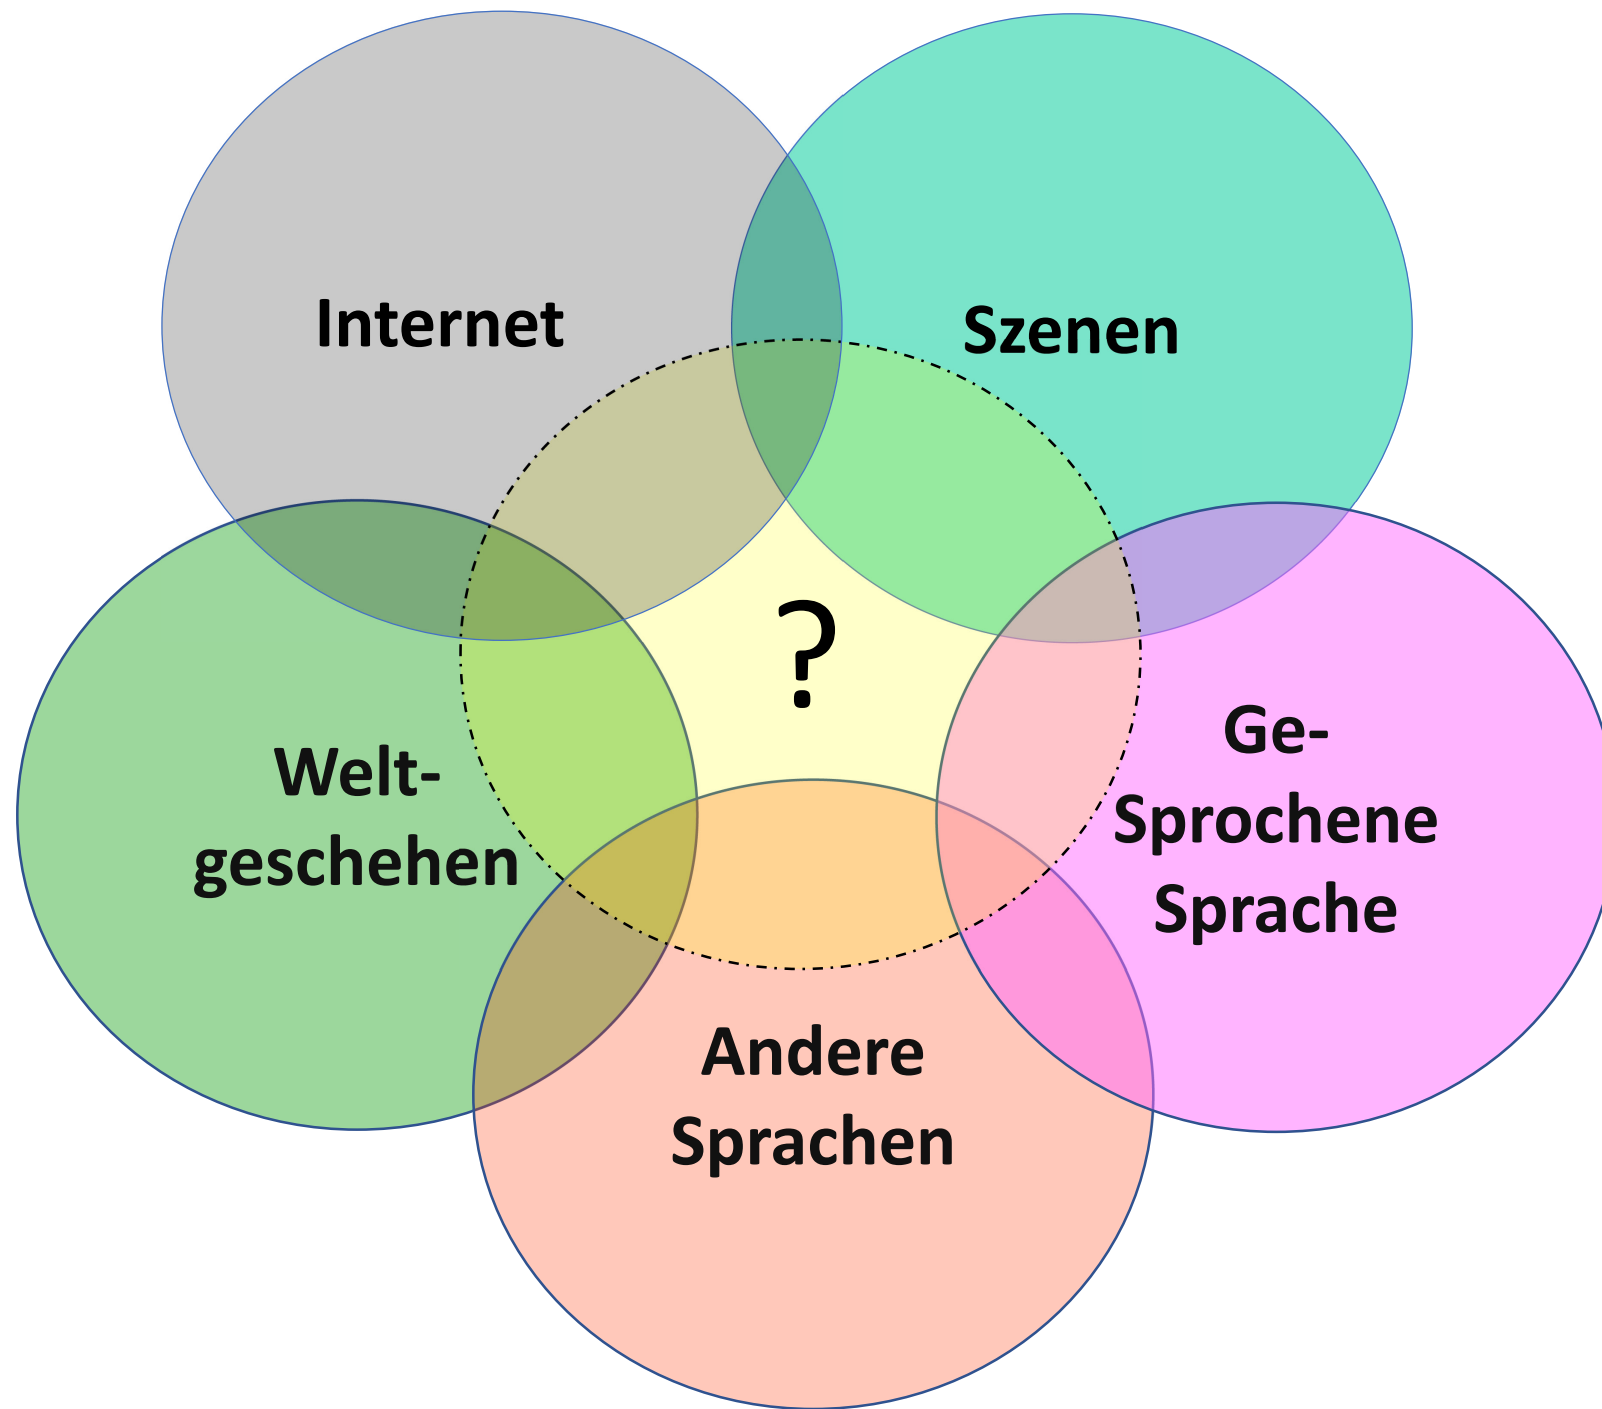 Internet
Szenen
?
Ge-
Sprochene
Sprache
Welt-
geschehen
Andere
Sprachen